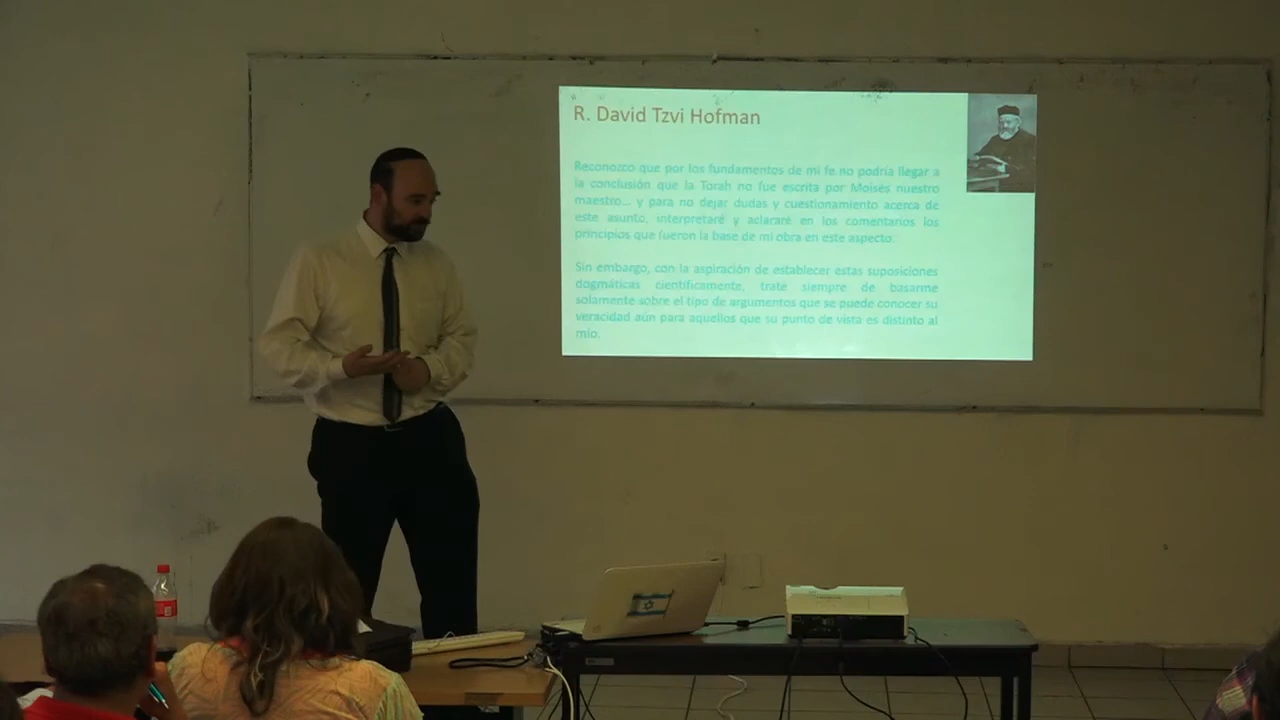 R. David Tzvi Hofman
Reconozco que por los fundamentos de mi fe no podría llegar a
la conclusión que la Torah no fue escrita por Moisés nuestro
maestro... y para no dejar dudas y cuestionamiento acerca de
este asunto, interpretaré y aclararé en los comentarios los
principios que fueron la base de mi obra en este aspecto.
Sin embargo, con la aspiración de establecer estas suposiciones
dogmáticas científicamente, traté siempre de basarme
solamente sobre el tipo de argumentos que se puede conocer su
veracidad aún para aquellos que su punto de vista es distinto al
mío.